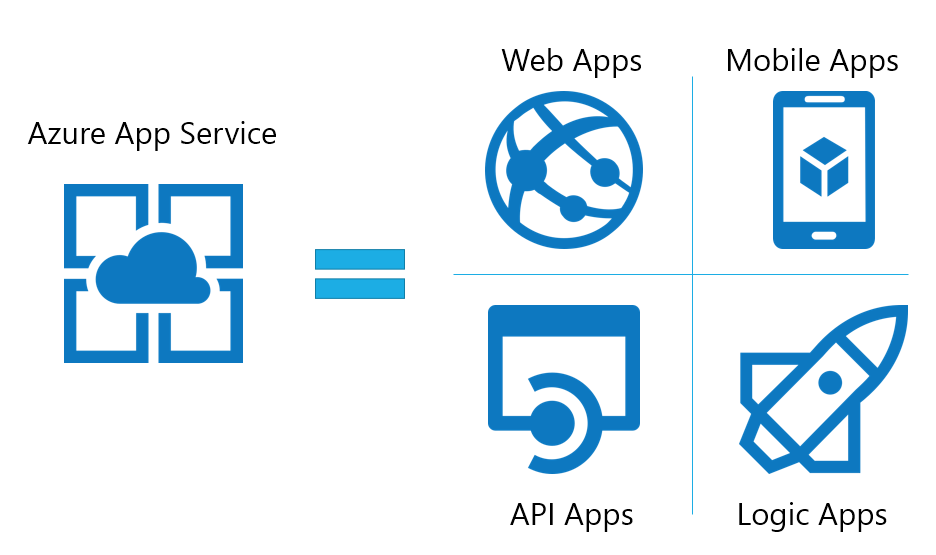 Azure App Service
Web Apps
Mobile Apps
API Apps
Logic Apps